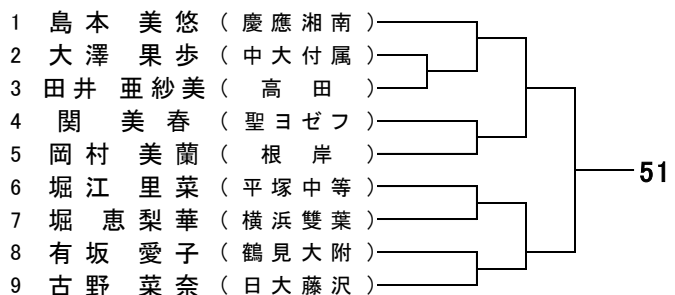 1 島本 美悠 (慶應湘南)
2 大澤 果歩 (中大付属)
3 田井 亜紗美 (高田)
4 関 美春 (聖ヨゼフ)
5 岡村 美蘭 (根岸)
6 堀江 里菜 (平塚中等)
7 堀 恵梨華 (横浜雙葉)
8 有坂 愛子 (鶴見大附)
9 古野 菜奈 (日大藤沢)
51